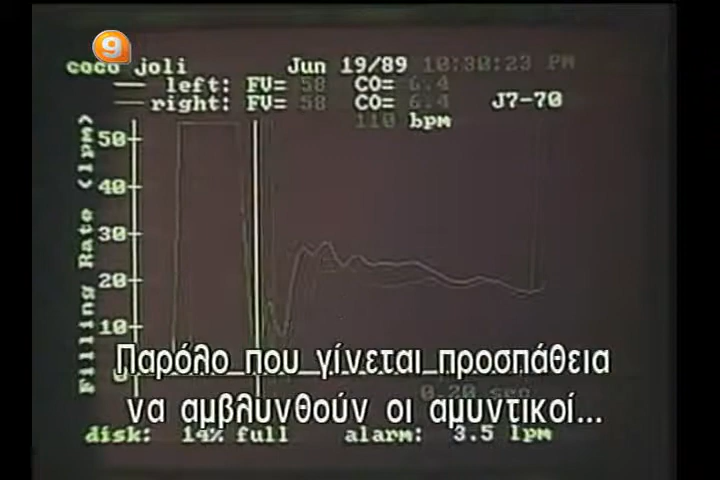 9
coco joli Jun 19/89 10:30:23 PM
left: FV= 58 CO= 6.4
right: FV= 58 CO= 6.4 J7-70
110 bpm
Filling Rate (lpm)
50
40
30
20
10
0
0.20 sec
Παρόλο που γίνεται προσπάθεια
να αμβλυνθούν οι αμυντικοί...
disk: 14% full alarm: 3.5 lpm